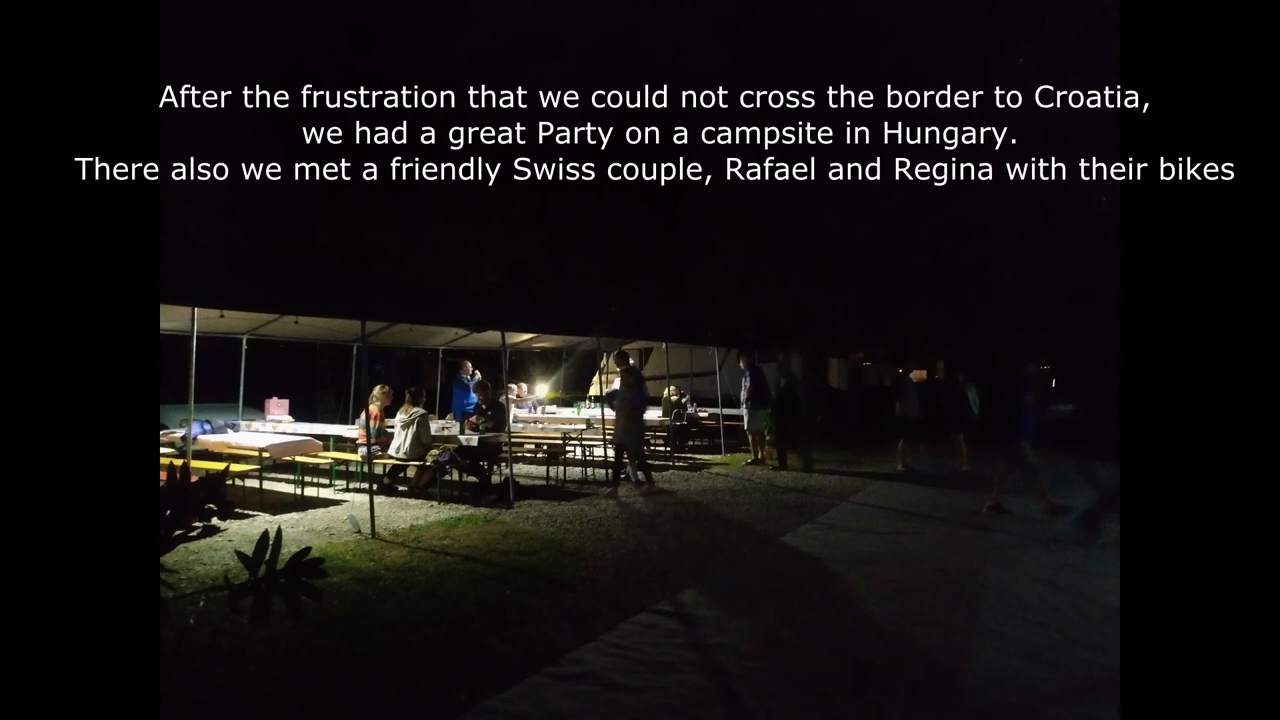 After the frustration that we could not cross the border to Croatia,
we had a great Party on a campsite in Hungary.
There also we met a friendly Swiss couple, Rafael and Regina with their bikes